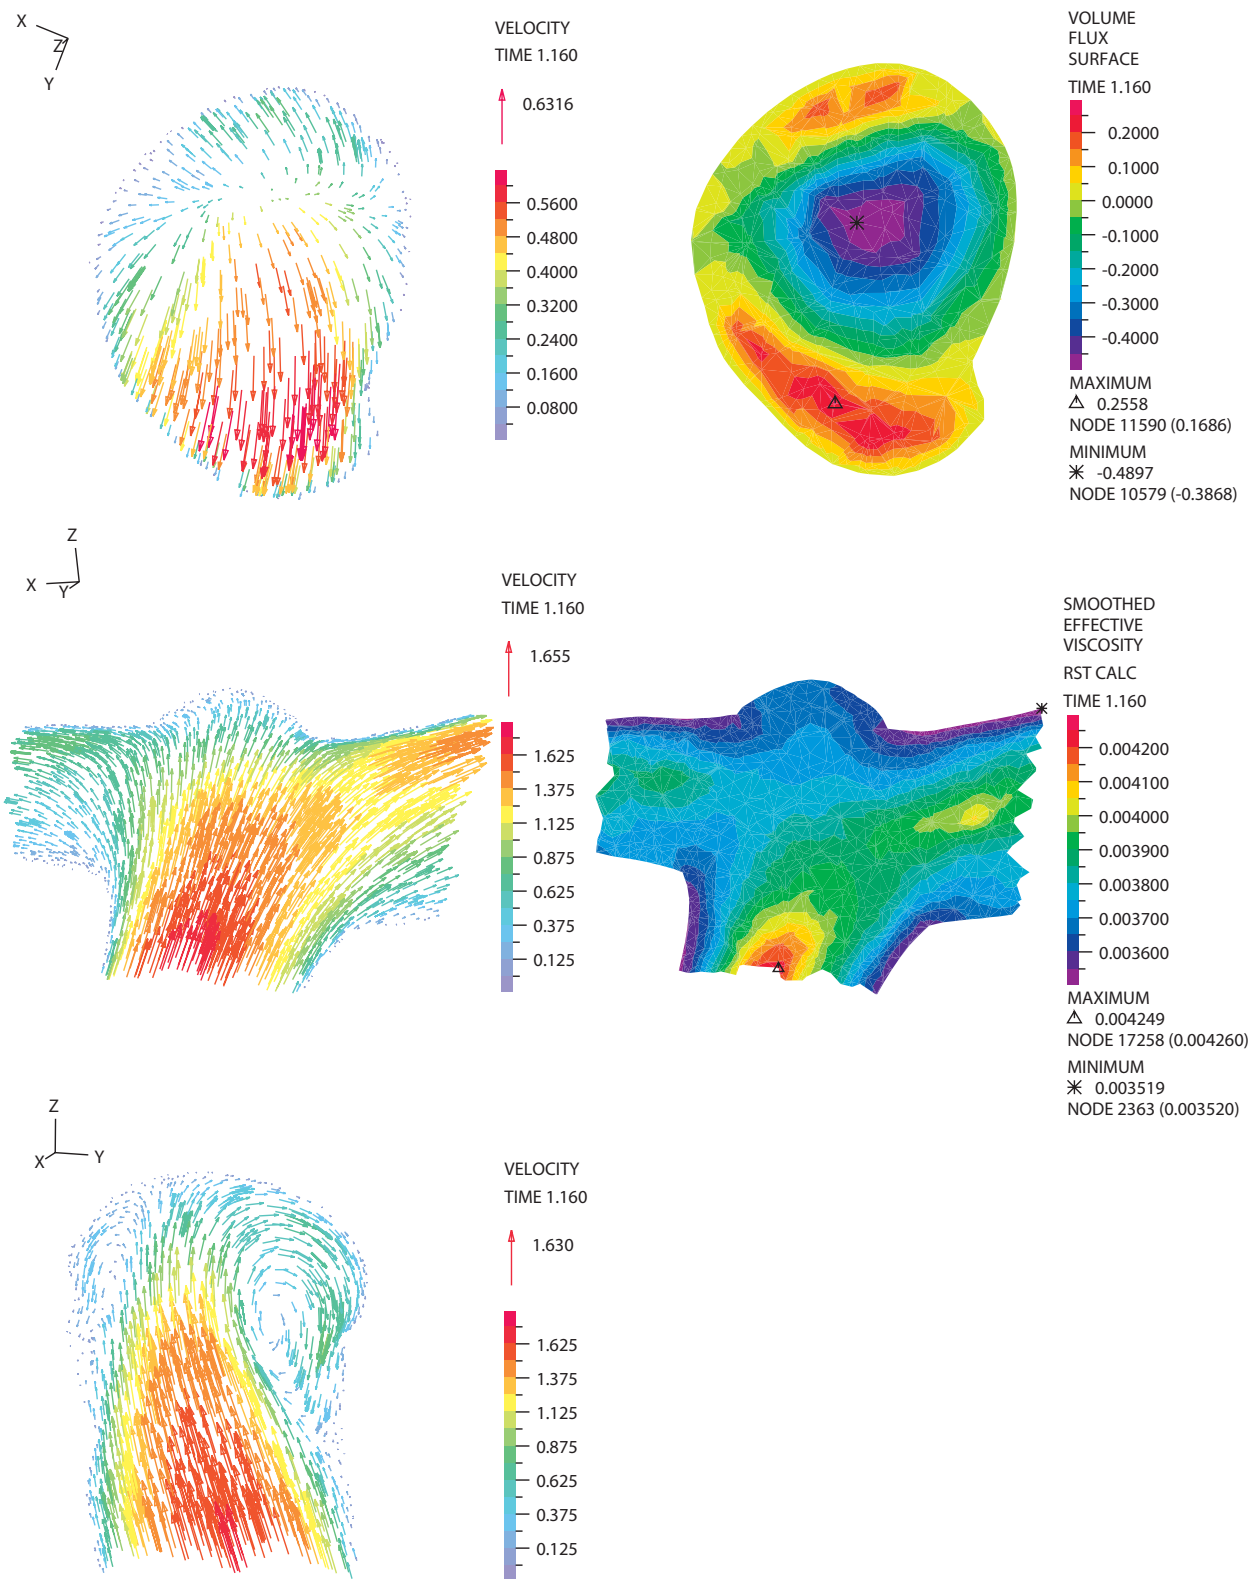 X
Z
Y
VELOCITY
TIME 1.160
0.6316
0.5600
0.4800
0.4000
0.3200
0.2400
0.1600
0.0800
VOLUME
FLUX
SURFACE
TIME 1.160
0.2000
0.1000
0.0000
-0.1000
-0.2000
-0.3000
-0.4000
MAXIMUM
0.2558
NODE 11590 (0.1686)
MINIMUM
-0.4897
NODE 10579 (-0.3868)
Z
X
Y
VELOCITY
TIME 1.160
1.655
1.625
1.375
1.125
0.875
0.625
0.375
0.125
SMOOTHED
EFFECTIVE
VISCOSITY
RST CALC
TIME 1.160
0.004200
0.004100
0.004000
0.003900
0.003800
0.003700
0.003600
MAXIMUM
0.004249
NODE 17258 (0.004260)
MINIMUM
0.003519
NODE 2363 (0.003520)
Z
X
Y
VELOCITY
TIME 1.160
1.630
1.625
1.375
1.125
0.875
0.625
0.375
0.125